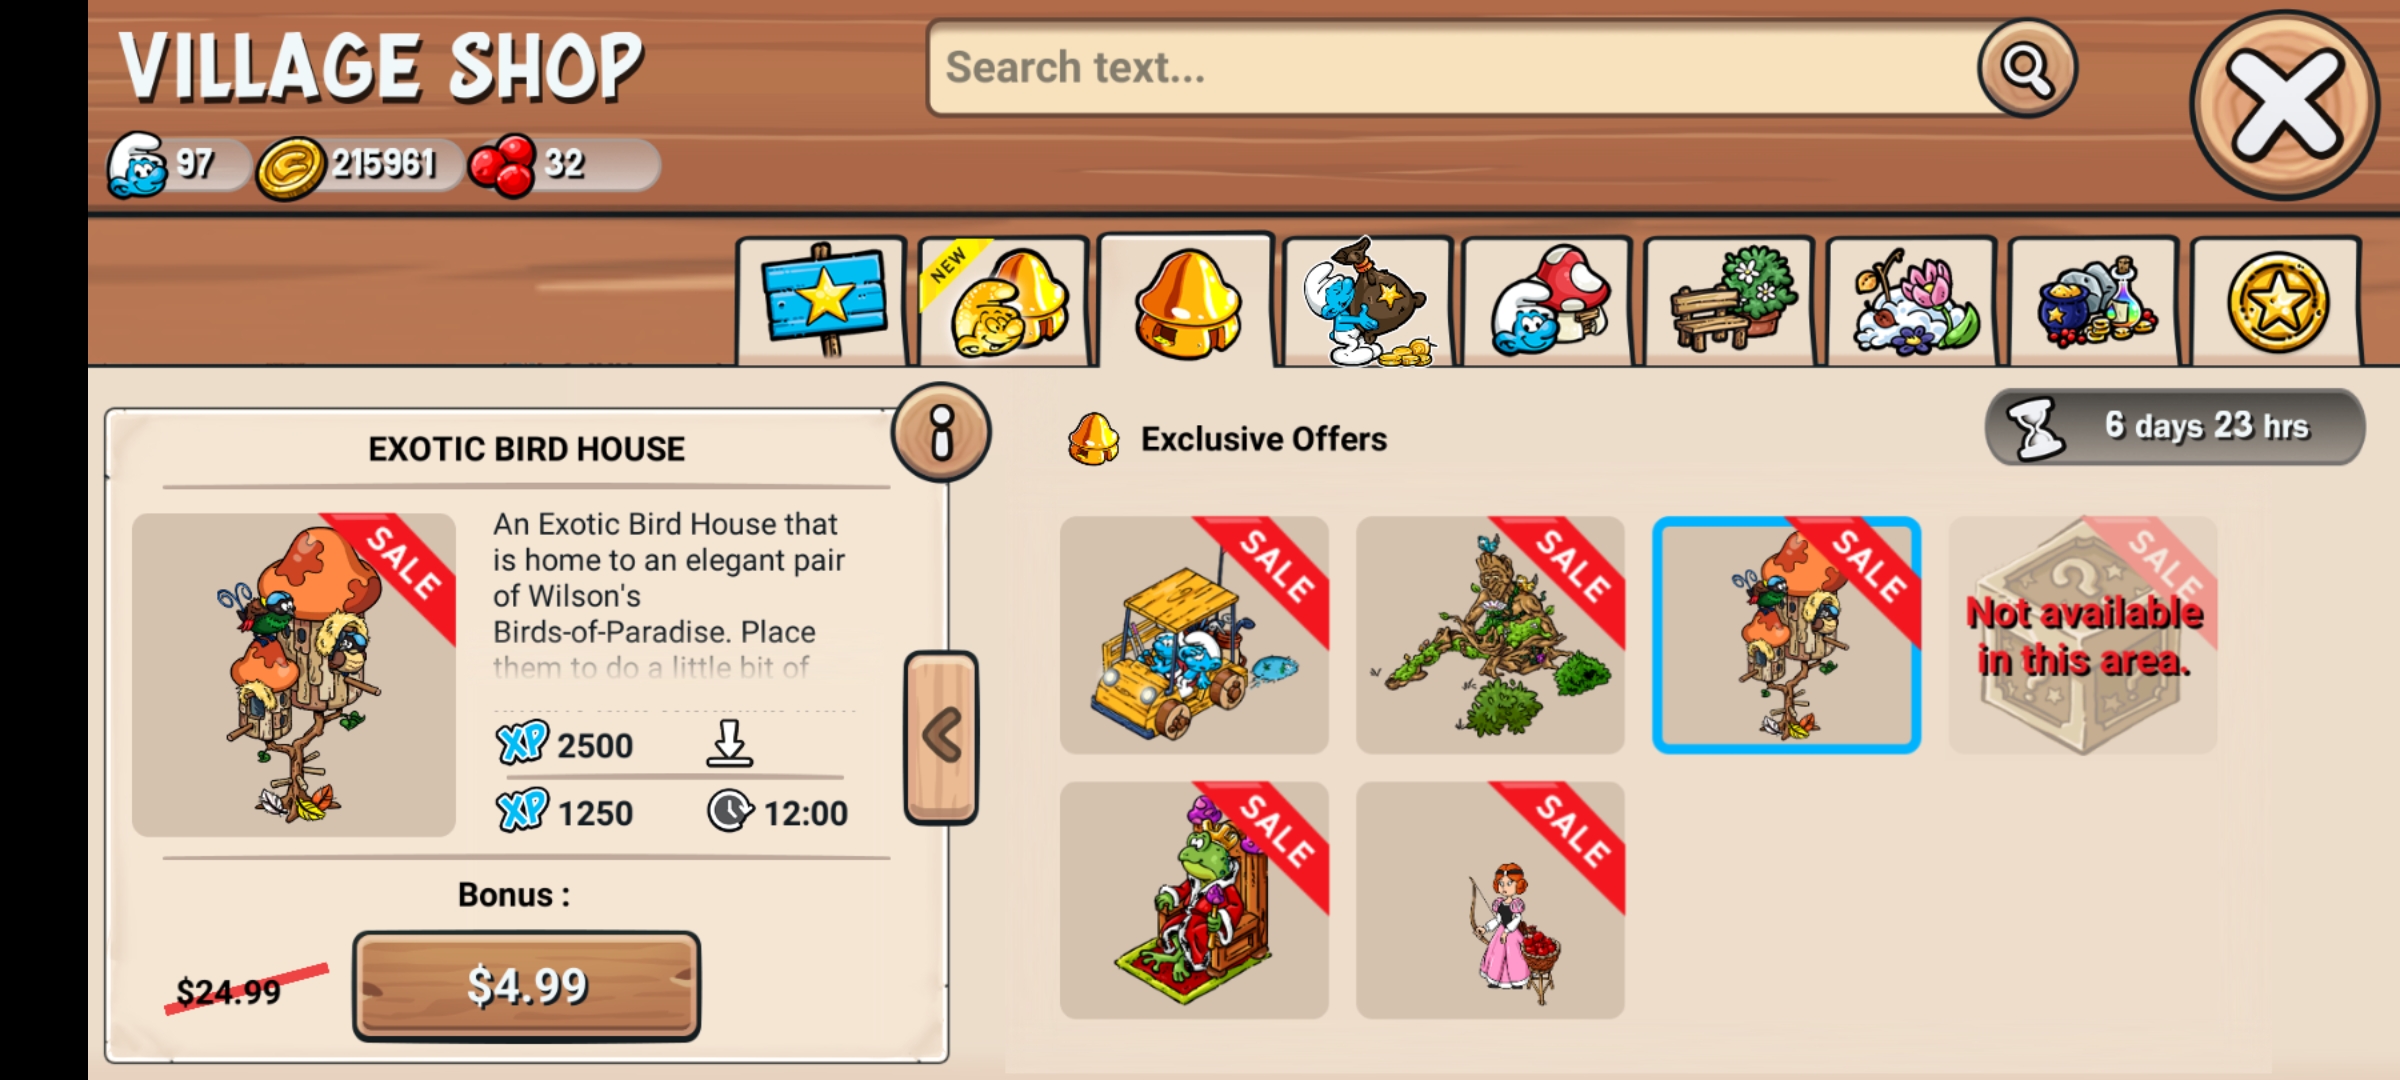 VILLAGE SHOP
Search text...
97
215961
32
NEW
EXOTIC BIRD HOUSE
SALE
An Exotic Bird House that
is home to an elegant pair
of Wilson's
Birds-of-Paradise. Place
them to do a little bit of
XP 2500
XP 1250
12:00
Bonus :
$24.99
$4.99
Exclusive Offers
6 days 23 hrs
SALE
SALE
SALE
SALE
Not available
in this area.
SALE
SALE